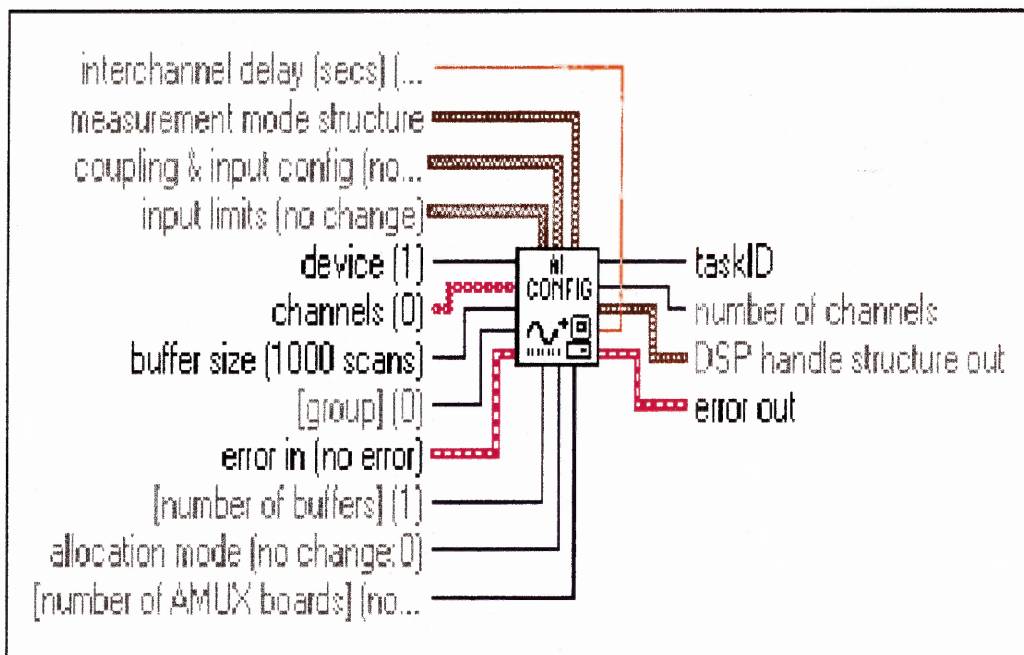 interchannel delay (secs) (...
measurement mode structure
coupling & input config (no...
input limits (no change)
device (1)
channels (0)
buffer size (1000 scans)
[group] (0)
error in (no error)
[number of buffers] (1)
allocation mode (no change:0)
[number of AMUX boards] (no...
AI
CONFIG
taskID
number of channels
DSP handle structure out
error out